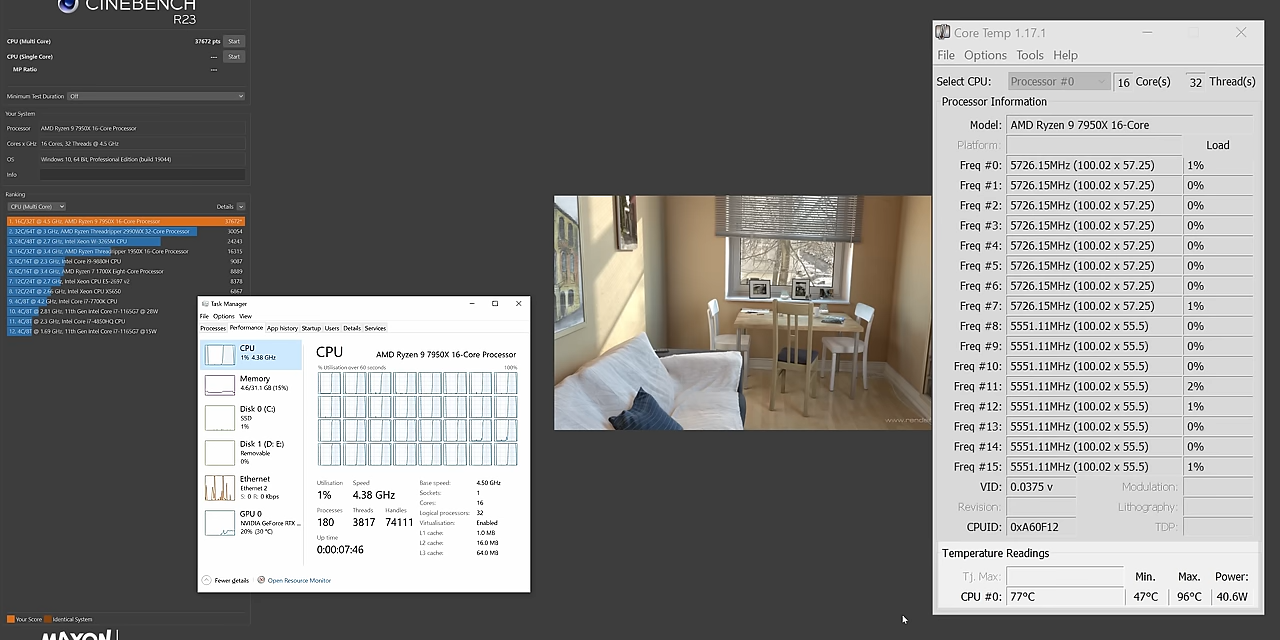 CINEBENCH
R23
CPU (Multi Core) 37672 pts Start
CPU (Single Core) --- Start
MP Ratio ---
Minimum Test Duration Off
Your System
Processor AMD Ryzen 9 7950X 16-Core Processor
Cores x GHz 16 Cores, 32 Threads @ 4.5 GHz
OS Windows 10, 64 Bit, Professional Edition (build 19044)
Info
Ranking
CPU (Multi Core) Details
1. 16C/32T @ 4.5 GHz, AMD Ryzen 9 7950X 16-Core Processor 37672*
2. 32C/64T @ 3 GHz, AMD Ryzen Threadripper 2990WX 32-Core Processor 30054
3. 24C/48T @ 2.7 GHz, Intel Xeon W-3265M CPU 24243
4. 16C/32T @ 3.4 GHz, AMD Ryzen Threadripper 1950X 16-Core Processor 16315
5. 8C/16T @ 2.3 GHz, Intel Core i9-9880H CPU 9087
6. 8C/16T @ 3.4 GHz, AMD Ryzen 7 1700X Eight-Core Processor 8889
7. 12C/24T @ 2.7 GHz, Intel Xeon CPU E5-2697 v2 8378
8. 12C/24T @ 2.66 GHz, Intel Xeon CPU X5650 6867
9. 4C/8T @ 4.2 GHz, Intel Core i7-7700K CPU
10. 4C/8T @ 2.81 GHz, 11th Gen Intel Core i7-1165G7 @ 28W
11. 4C/8T @ 2.3 GHz, Intel Core i7-4850HQ CPU
12. 4C/8T @ 1.69 GHz, 11th Gen Intel Core i7-1165G7 @15W
Your Score Identical System
MAXON
Task Manager
File Options View
Processes Performance App history Startup Users Details Services
CPU
1% 4.38 GHz
Memory
4.6/31.1 GB (15%)
Disk 0 (C:)
SSD
1%
Disk 1 (D: E:)
Removable
0%
Ethernet
Ethernet 2
S: 0 R: 0 Kbps
GPU 0
NVIDIA GeForce RTX ...
20% (30 °C)
CPU AMD Ryzen 9 7950X 16-Core Processor
% Utilisation over 60 seconds 100%
Utilisation Speed
1% 4.38 GHz
Processes Threads Handles
180 3817 74111
Up time
0:00:07:46
Base speed: 4.50 GHz
Sockets: 1
Cores: 16
Logical processors: 32
Virtualisation: Enabled
L1 cache: 1.0 MB
L2 cache: 16.0 MB
L3 cache: 64.0 MB
Fewer details Open Resource Monitor
Core Temp 1.17.1
File Options Tools Help
Select CPU: Processor #0 16 Core(s) 32 Thread(s)
Processor Information
Model: AMD Ryzen 9 7950X 16-Core
Platform: Load
Freq #0: 5726.15MHz (100.02 x 57.25) 1%
Freq #1: 5726.15MHz (100.02 x 57.25) 0%
Freq #2: 5726.15MHz (100.02 x 57.25) 0%
Freq #3: 5726.15MHz (100.02 x 57.25) 0%
Freq #4: 5726.15MHz (100.02 x 57.25) 0%
Freq #5: 5726.15MHz (100.02 x 57.25) 0%
Freq #6: 5726.15MHz (100.02 x 57.25) 0%
Freq #7: 5726.15MHz (100.02 x 57.25) 1%
Freq #8: 5551.11MHz (100.02 x 55.5) 0%
Freq #9: 5551.11MHz (100.02 x 55.5) 0%
Freq #10: 5551.11MHz (100.02 x 55.5) 0%
Freq #11: 5551.11MHz (100.02 x 55.5) 2%
Freq #12: 5551.11MHz (100.02 x 55.5) 1%
Freq #13: 5551.11MHz (100.02 x 55.5) 0%
Freq #14: 5551.11MHz (100.02 x 55.5) 0%
Freq #15: 5551.11MHz (100.02 x 55.5) 1%
VID: 0.0375 v Modulation:
Revision: Lithography:
CPUID: 0xA60F12 TDP:
Temperature Readings
Tj. Max: Min. Max. Power:
CPU #0: 77°C 47°C 96°C 40.6W